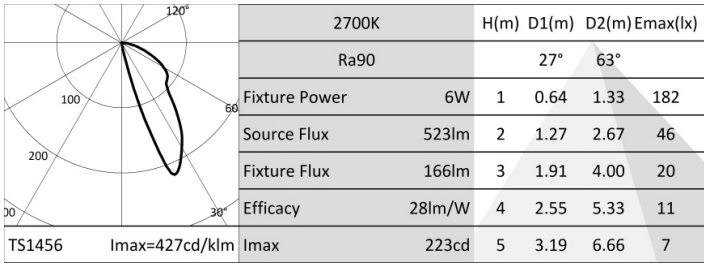 120°
100
60
200
00
30°
TS1456 Imax=427cd/klm
2700K H(m) D1(m) D2(m) Emax(lx)
Ra90 27° 63°
Fixture Power 6W 1 0.64 1.33 182
Source Flux 523lm 2 1.27 2.67 46
Fixture Flux 166lm 3 1.91 4.00 20
Efficacy 28lm/W 4 2.55 5.33 11
Imax 223cd 5 3.19 6.66 7